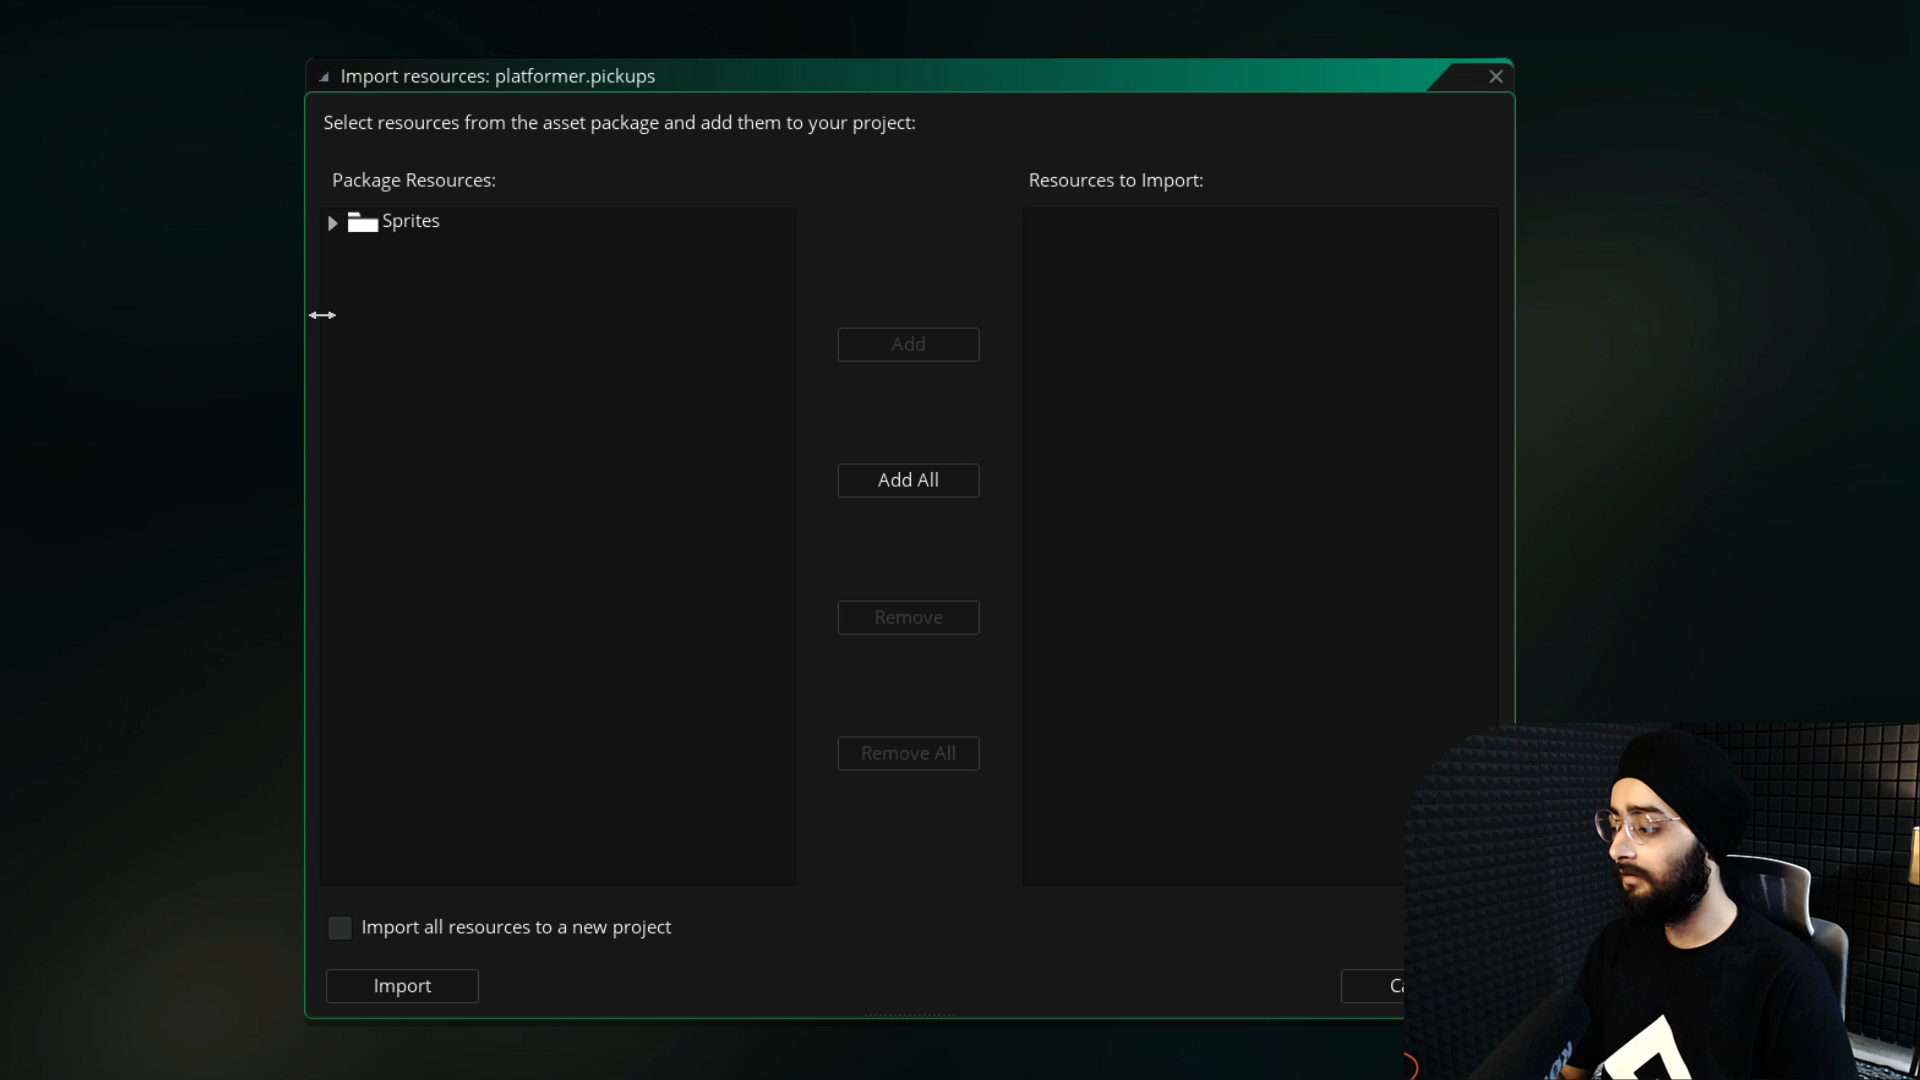 Import resources: platformer.pickups
Select resources from the asset package and add them to your project:
Package Resources:
Resources to Import:
Sprites
Add
Add All
Remove
Remove All
Import all resources to a new project
Import